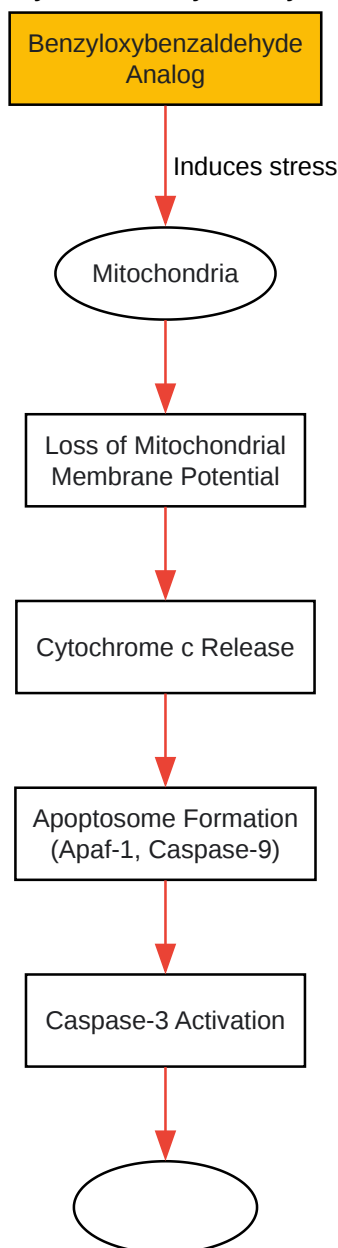 Benzyloxybenzaldehyde
Analog
Induces stress
Mitochondria
Loss of Mitochondrial
Membrane Potential
Cytochrome c Release
Apoptosome Formation
(Apaf-1, Caspase-9)
Caspase-3 Activation